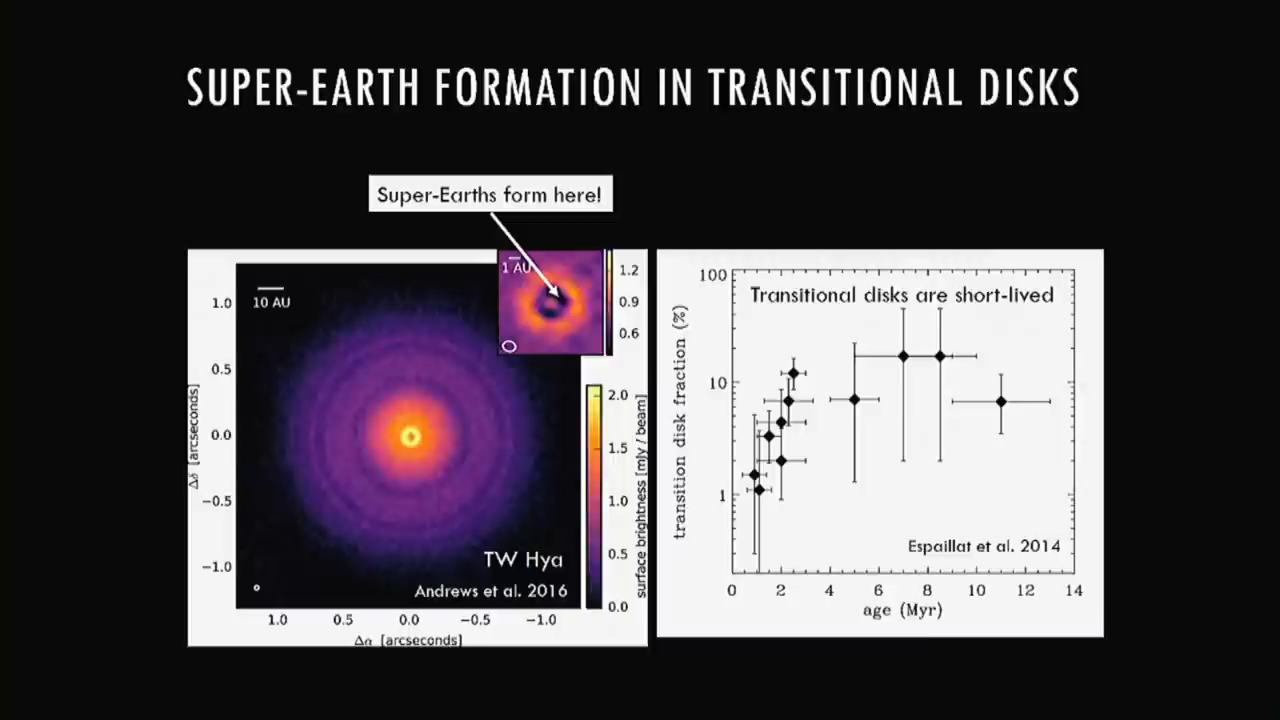 SUPER-EARTH FORMATION IN TRANSITIONAL DISKS
Super-Earths form here!
1 AU
1.2
0.9
0.6
10 AU
1.0
0.5
0.0
−0.5
−1.0
Δδ [arcseconds]
TW Hya
Andrews et al. 2016
1.0
0.5
0.0
−0.5
−1.0
Δα [arcseconds]
2.0
1.5
1.0
0.5
0.0
surface brightness [mJy / beam]
Transitional disks are short-lived
100
10
1
transition disk fraction (%)
Espaillat et al. 2014
0
2
4
6
8
10
12
14
age (Myr)